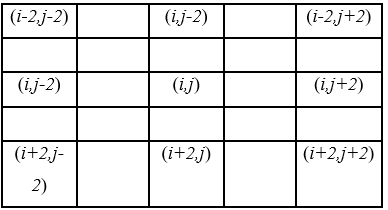 (i-2,j-2) (i,j-2) (i-2,j+2)
(i,j-2) (i,j) (i,j+2)
(i+2,j- (i+2,j) (i+2,j+2)
2)